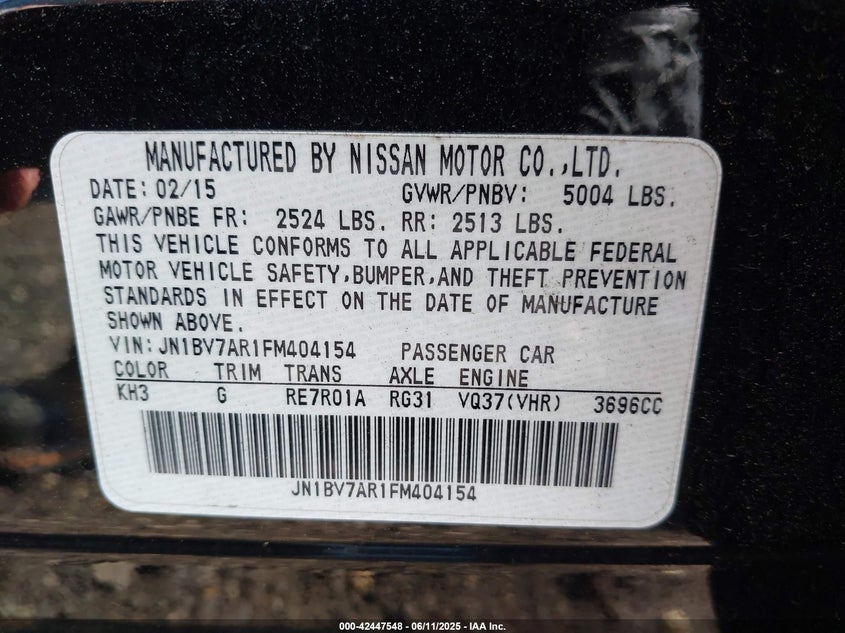 MANUFACTURED BY NISSAN MOTOR CO.,LTD.
DATE: 02/15 GVWR/PNBV: 5004 LBS.
GAWR/PNBE FR: 2524 LBS. RR: 2513 LBS.
THIS VEHICLE CONFORMS TO ALL APPLICABLE FEDERAL
MOTOR VEHICLE SAFETY,BUMPER,AND THEFT PREVENTION
STANDARDS IN EFFECT ON THE DATE OF MANUFACTURE
SHOWN ABOVE.
VIN: JN1BV7AR1FM404154 PASSENGER CAR
COLOR TRIM TRANS AXLE ENGINE
KH3 G RE7R01A RG31 VQ37(VHR) 3696CC
JN1BV7AR1FM404154
000-42447548 - 06/11/2025 - IAA Inc.